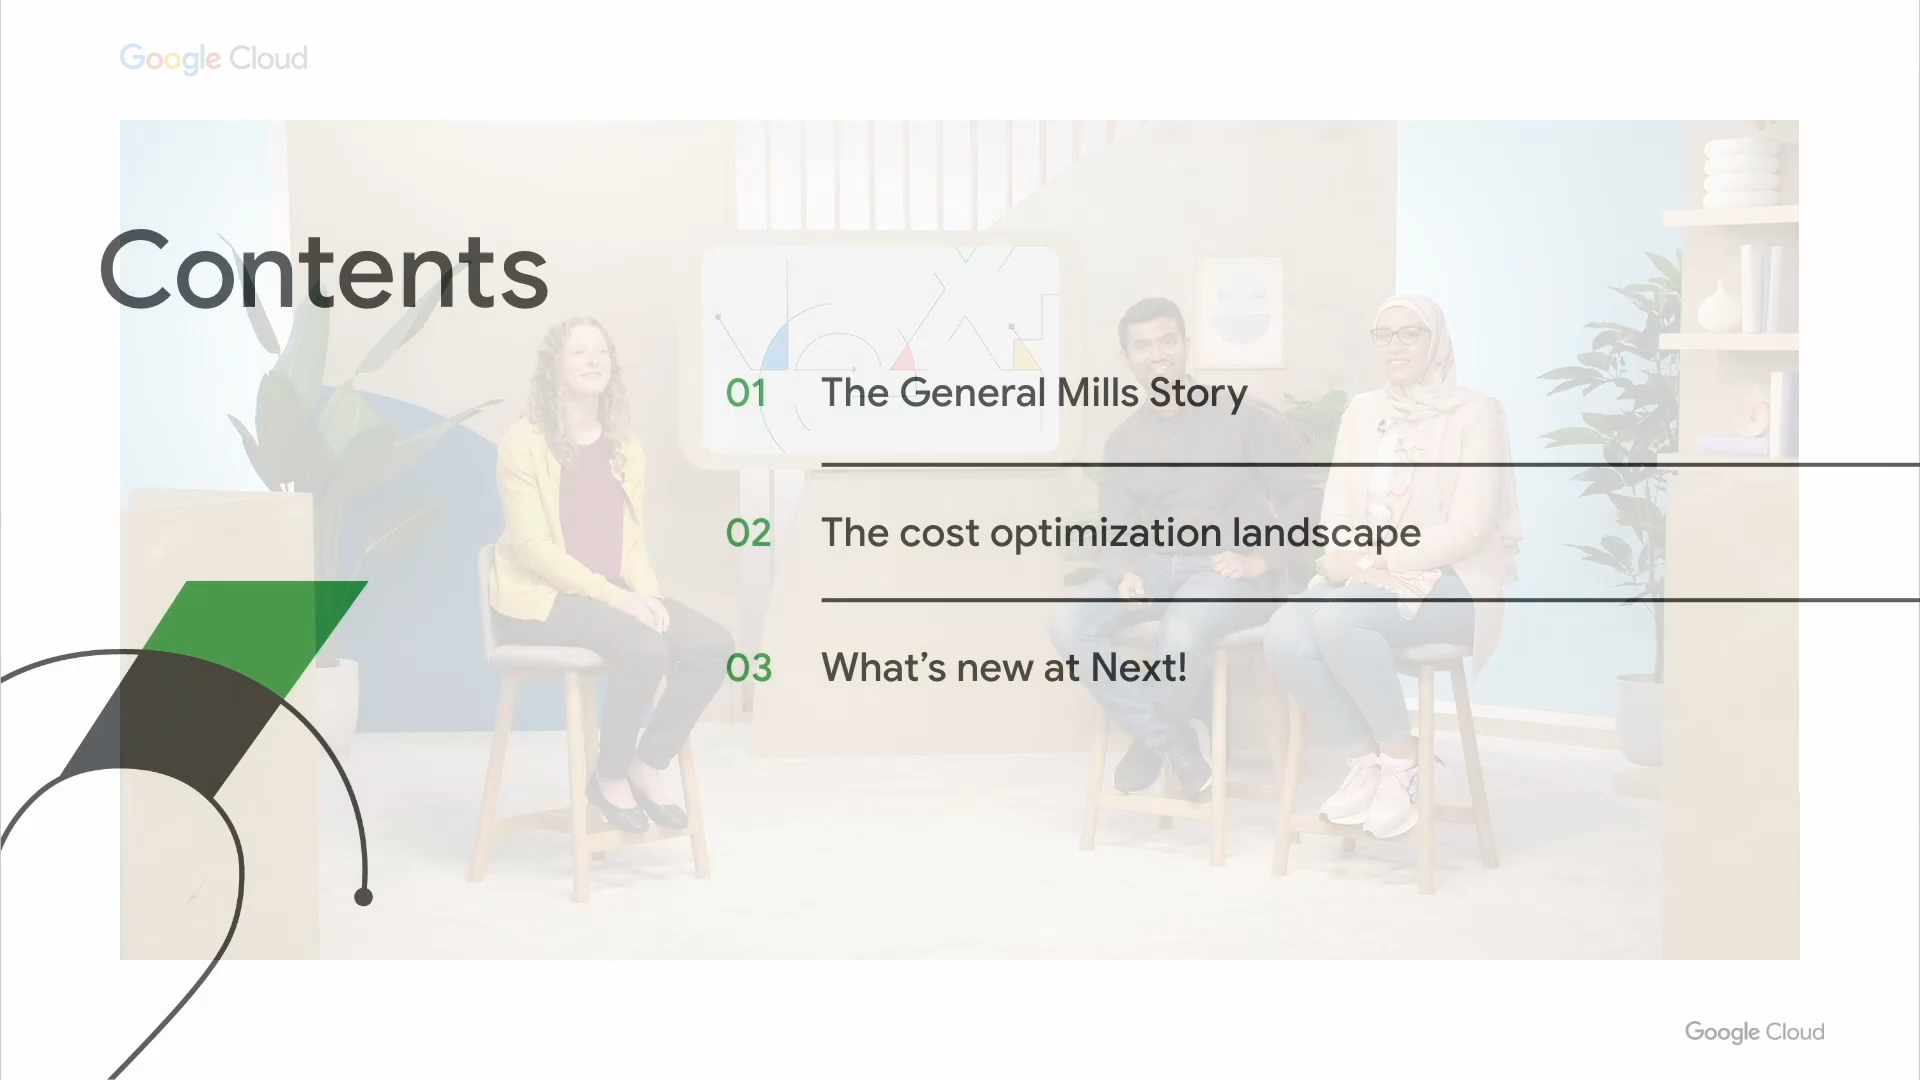 Google Cloud
Contents
01 The General Mills Story
02 The cost optimization landscape
03 What's new at Next!
Google Cloud